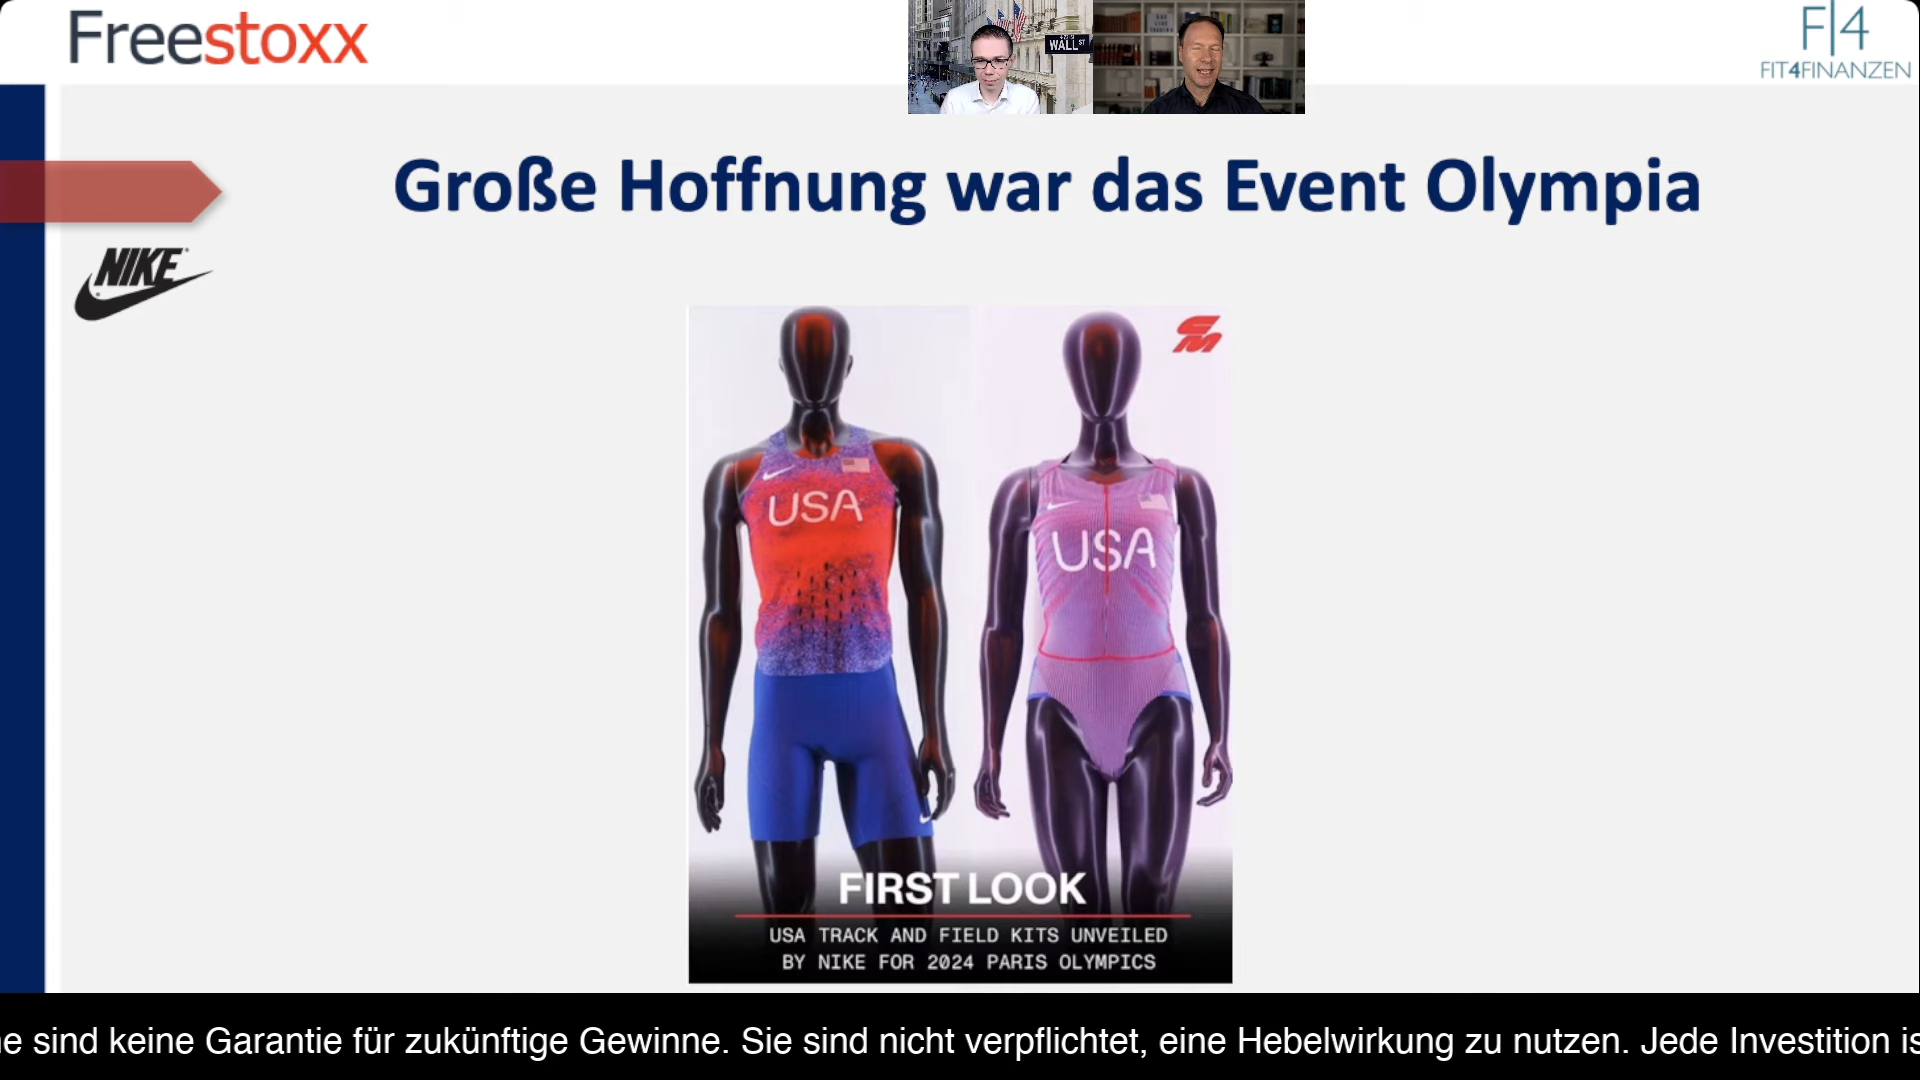 Freestoxx
WALL ST
F|4
FIT4FINANZEN
Große Hoffnung war das Event Olympia
NIKE
USA
USA
FIRST LOOK
USA TRACK AND FIELD KITS UNVEILED
BY NIKE FOR 2024 PARIS OLYMPICS
sind keine Garantie für zukünftige Gewinne. Sie sind nicht verpflichtet, eine Hebelwirkung zu nutzen. Jede Investition